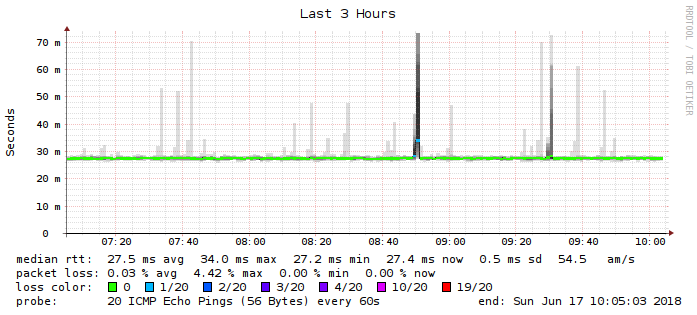 Last 3 Hours
RRDTOOL / TOBI OETIKER
Seconds
70 m
60 m
50 m
40 m
30 m
20 m
10 m
0
07:20 07:40 08:00 08:20 08:40 09:00 09:20 09:40 10:00
median rtt: 27.5 ms avg 34.0 ms max 27.2 ms min 27.4 ms now 0.5 ms sd 54.5 am/s
packet loss: 0.03 % avg 4.42 % max 0.00 % min 0.00 % now
loss color: 0 1/20 2/20 3/20 4/20 10/20 19/20
probe: 20 ICMP Echo Pings (56 Bytes) every 60s end: Sun Jun 17 10:05:03 2018